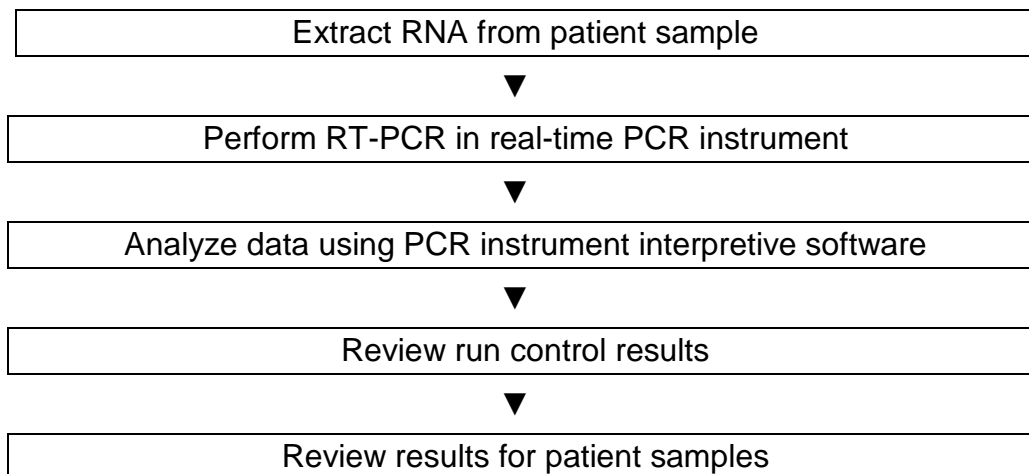 Extract RNA from patient sample
Perform RT-PCR in real-time PCR instrument
Analyze data using PCR instrument interpretive software
Review run control results
Review results for patient samples